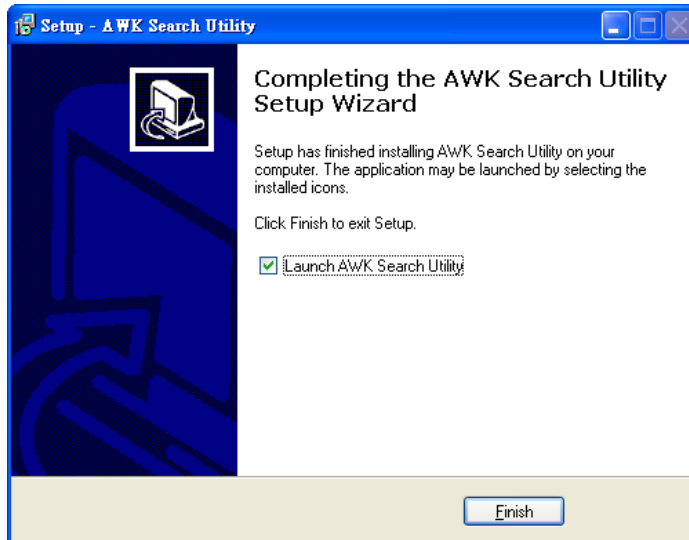 Setup - AWK Search Utility
Completing the AWK Search Utility
Setup Wizard
Setup has finished installing AWK Search Utility on your
computer. The application may be launched by selecting the
installed icons.
Click Finish to exit Setup.
Launch AWK Search Utility
Finish